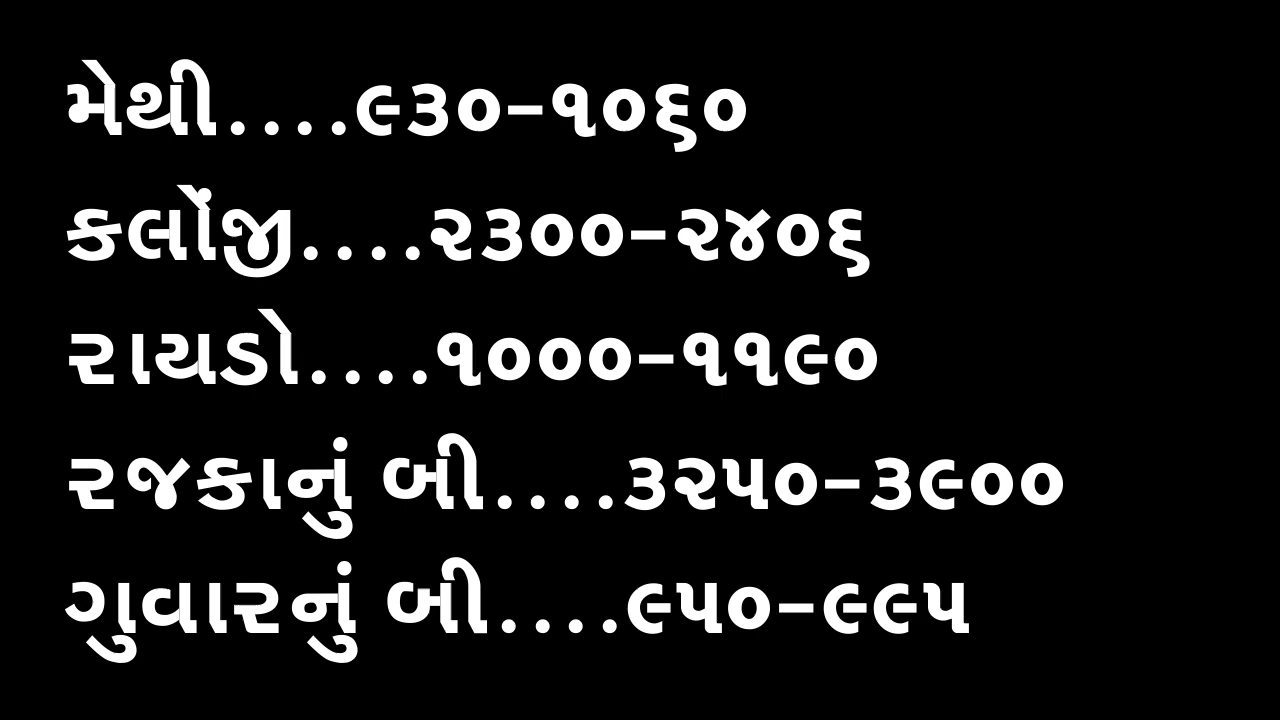 મેથી....૯૩૦-૧૦૬૦
કલોંજી....૨૩૦૦-૨૪૦૬
રાયડો....૧૦૦૦-૧૧૯૦
રજકાનું બી....૩૨૫૦-૩૯૦૦
ગુવારનું બી....૯૫૦-૯૯૫